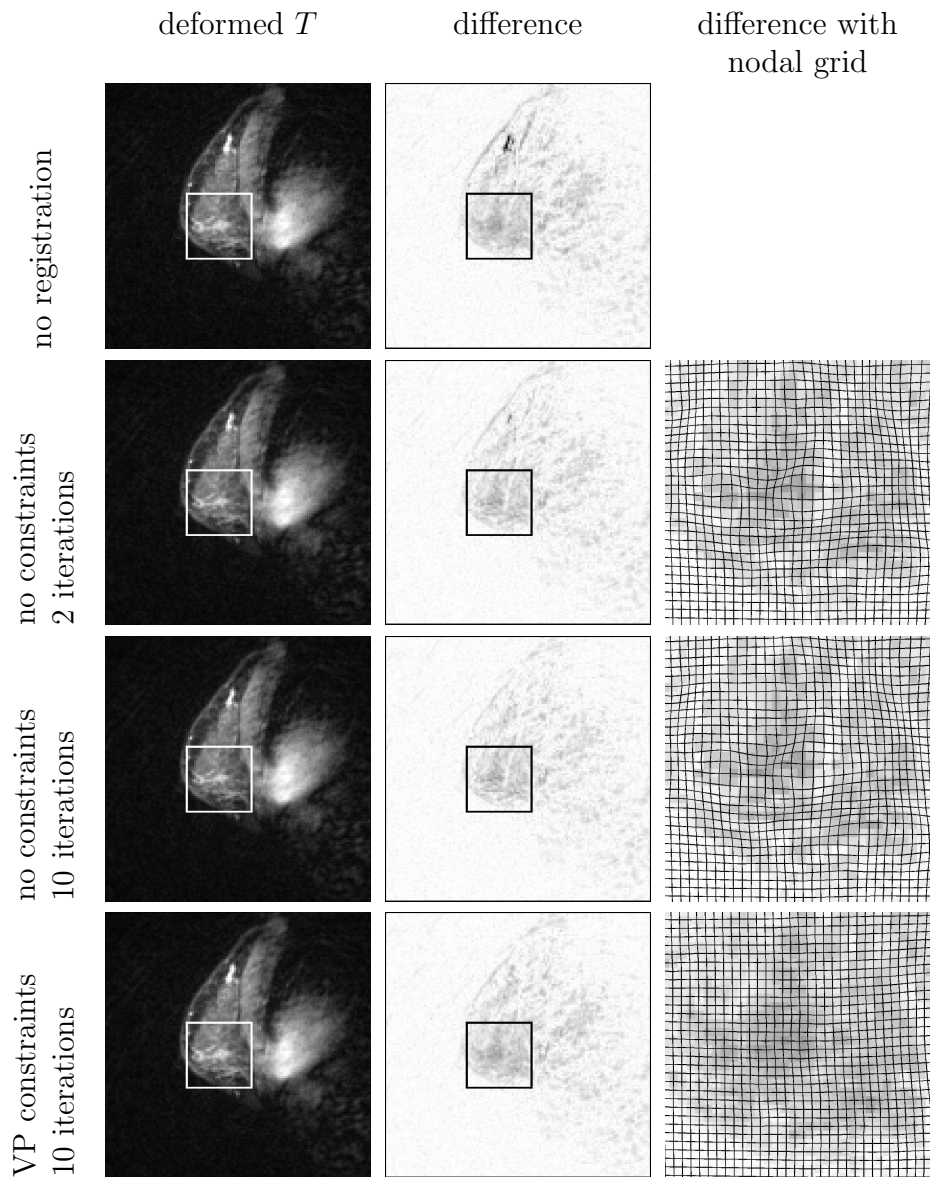 deformed T
difference
difference with
nodal grid
no registration
no constraints
2 iterations
no constraints
10 iterations
VP constraints
10 iterations